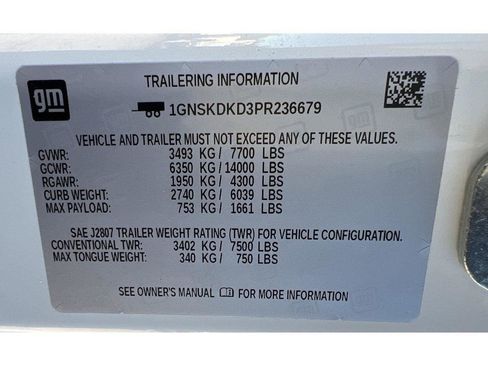 gm
TRAILERING INFORMATION
1GNSKDKD3PR236679
VEHICLE AND TRAILER MUST NOT EXCEED ANY OF THESE VALUES.
GVWR: 3493 KG / 7700 LBS
GCWR: 6350 KG / 14000 LBS
RGAWR: 1950 KG / 4300 LBS
CURB WEIGHT: 2740 KG / 6039 LBS
MAX PAYLOAD: 753 KG / 1661 LBS
SAE J2807 TRAILER WEIGHT RATING (TWR) FOR VEHICLE CONFIGURATION.
CONVENTIONAL TWR: 3402 KG / 7500 LBS
MAX TONGUE WEIGHT: 340 KG / 750 LBS
SEE OWNER'S MANUAL FOR MORE INFORMATION